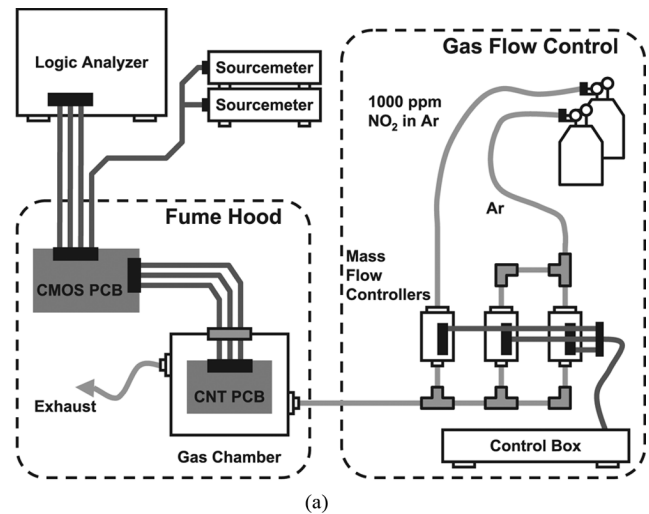 Logic Analyzer
Sourcemeter
Sourcemeter
Gas Flow Control
1000 ppm
NO₂ in Ar
Ar
Fume Hood
Mass
Flow
Controllers
CMOS PCB
CNT PCB
Exhaust
Gas Chamber
Control Box
(a)